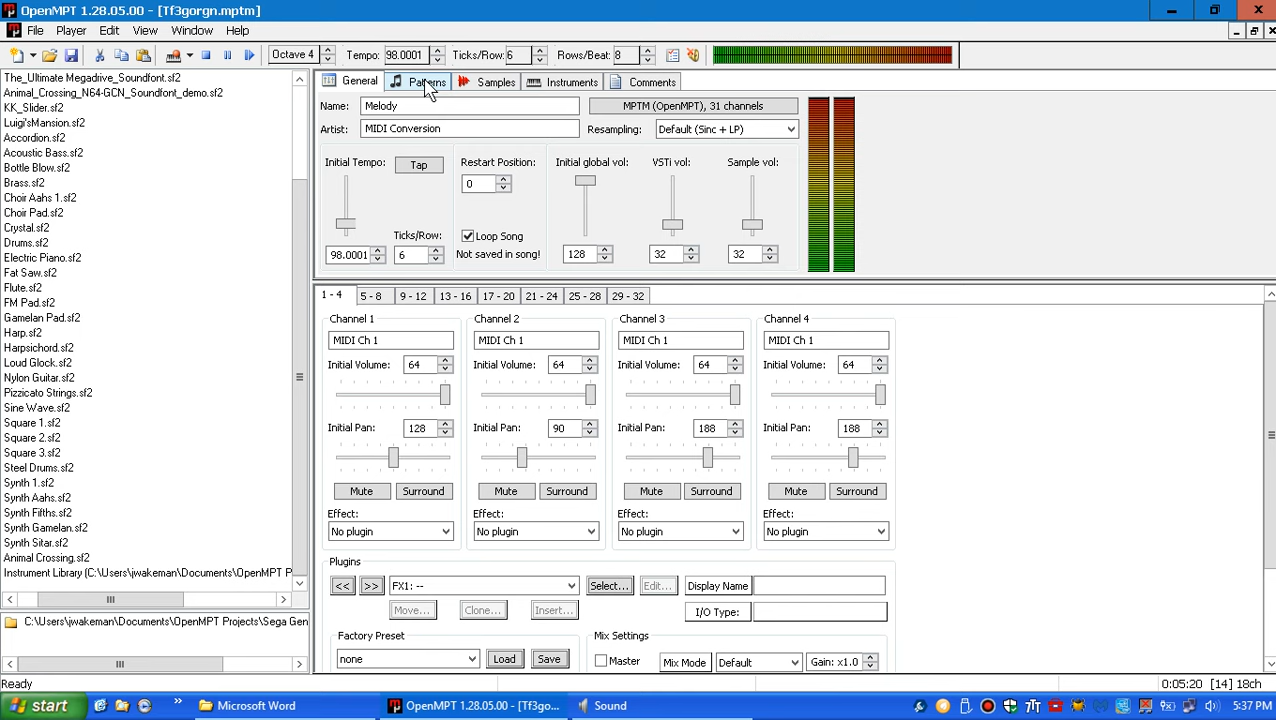 OpenMPT 1.28.05.00 - [Tf3gorgn.mptm]
File Player Edit View Window Help
Octave 4 Tempo: 98.0001 Ticks/Row: 6 Rows/Beat: 8
The_Ultimate Megadive_Soundfont.sf2
Animal_Crossing_N64-GCN_Soundfont_demo.sf2
KK_Slider.sf2
Luigi'sMansion.sf2
Accordion.sf2
Acoustic Bass.sf2
Bottle Blow.sf2
Brass.sf2
Choir Aahs 1.sf2
Choir Pad.sf2
Crystal.sf2
Drums.sf2
Electric Piano.sf2
Fat Saw.sf2
Flute.sf2
FM Pad.sf2
Gamelan Pad.sf2
Harp.sf2
Harpsichord.sf2
Loud Glock.sf2
Nylon Guitar.sf2
Pizzicato Strings.sf2
Sine Wave.sf2
Square 1.sf2
Square 2.sf2
Square 3.sf2
Steel Drums.sf2
Synth 1.sf2
Synth Aahs.sf2
Synth Fifths.sf2
Synth Gamelan.sf2
Synth Sitar.sf2
Animal Crossing.sf2
Instrument Library (C:\Users\jwakeman\Documents\OpenMPT P
C:\Users\jwakeman\Documents\OpenMPT Projects\Sega Gen
General Patterns Samples Instruments Comments
Name: Melody MPTM (OpenMPT), 31 channels
Artist: MIDI Conversion Resampling: Default (Sinc + LP)
Initial Tempo: Tap Restart Position: Initial global vol: VSTi vol: Sample vol:
0
Ticks/Row: Loop Song
98.0001 6 Not saved in song! 128 32 32
1 - 4 5 - 8 9 - 12 13 - 16 17 - 20 21 - 24 25 - 28 29 - 32
Channel 1 Channel 2 Channel 3 Channel 4
MIDI Ch 1 MIDI Ch 1 MIDI Ch 1 MIDI Ch 1
Initial Volume: 64 Initial Volume: 64 Initial Volume: 64 Initial Volume: 64
Initial Pan: 128 Initial Pan: 90 Initial Pan: 188 Initial Pan: 188
Mute Surround Mute Surround Mute Surround Mute Surround
Effect: Effect: Effect: Effect:
No plugin No plugin No plugin No plugin
Plugins
<< >> FX1: -- Select... Edit... Display Name
Move... Clone... Insert... I/O Type:
Factory Preset Mix Settings
none Load Save Master Mix Mode Default Gain: x1.0
Ready 0:05:20 [14] 18ch
start Microsoft Word OpenMPT 1.28.05.00 - [Tf3go... Sound 5:37 PM